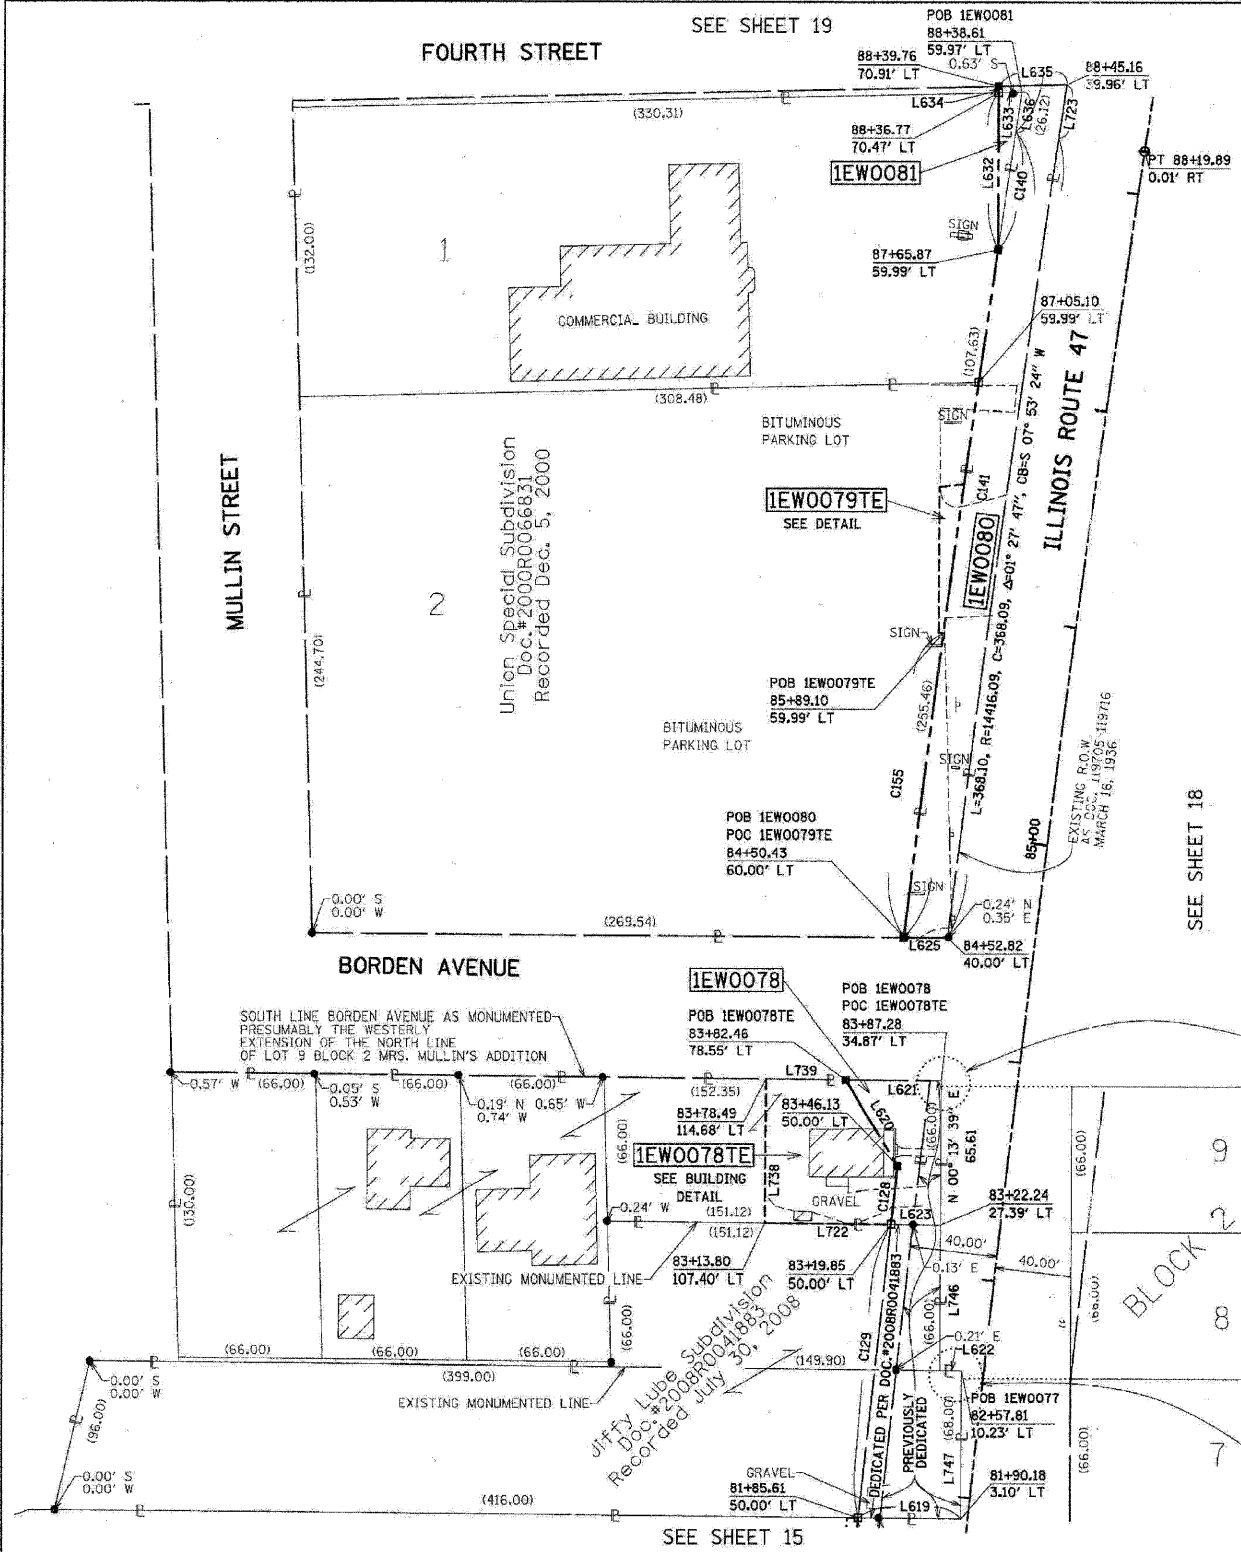 SEE SHEET 19
FOURTH STREET
POB 1EW0081
88+38.61
59.97' LT
0.63' S
88+39.76
70.91' LT
L635
88+45.16
39.96' LT
L634
(330.31)
L633
L636
(26.12)
L723
88+36.77
70.47' LT
1EW0081
L632
C140
PT 88+19.89
0.01' RT
SIGN
87+65.87
59.99' LT
(132.00)
1
COMMERCIAL BUILDING
87+05.10
59.99' LT
(107.63)
(308.48)
SIGN
BITUMINOUS
PARKING LOT
ILLINOIS ROUTE 47
MULLIN STREET
Union Special Subdivision
Doc.#2000R0066831
Recorded Dec. 5, 2000
1EW0079TE
SEE DETAIL
C141
1EW0080
L=368.10, R=14416.09, C=368.09, Δ=01° 27' 47", CB=S 07° 53' 24" W
2
(244.70)
SIGN
POB 1EW0079TE
85+89.10
59.99' LT
(255.46)
BITUMINOUS
PARKING LOT
SIGN
C155
EXISTING R.O.W.
AS DOC. 119705-119716
MARCH 16, 1936
85+00
SEE SHEET 18
POB 1EW0080
POC 1EW0079TE
84+50.43
60.00' LT
SIGN
0.00' S
0.00' W
0.24' N
0.35' E
(269.54)
L625
84+52.82
40.00' LT
BORDEN AVENUE
1EW0078
POB 1EW0078
POC 1EW0078TE
83+87.28
34.87' LT
POB 1EW0078TE
83+82.46
78.55' LT
SOUTH LINE BORDEN AVENUE AS MONUMENTED
PRESUMABLY THE WESTERLY
EXTENSION OF THE NORTH LINE
OF LOT 9 BLOCK 2 MRS. MULLIN'S ADDITION
L739
L621
0.57' W
(66.00)
0.05' S
0.53' W
(66.00)
0.19' N
0.74' W
(66.00)
0.65' W
(152.35)
83+78.49
114.68' LT
83+46.13
50.00' LT
L620
(66.00)
N 00° 13' 39" E
65.61
(66.00)
9
(66.00)
1EW0078TE
SEE BUILDING
DETAIL
L738
GRAVEL
C128
L623
83+22.24
27.39' LT
(130.00)
0.24' W
(151.12)
(151.12)
L722
2
40.00'
40.00'
EXISTING MONUMENTED LINE
83+13.80
107.40' LT
83+19.85
50.00' LT
0.13' E
BLOCK
Jiffy Lube Subdivision
Doc.#2008R0041883
Recorded July 30, 2008
(66.00)
C129
DEDICATED PER DOC.#2008R0041883
(66.00)
L746
(66.00)
8
(66.00)
(66.00)
(66.00)
(399.00)
(149.90)
0.21' E
L622
0.00' S
0.00' W
EXISTING MONUMENTED LINE
POB 1EW0077
82+57.81
10.23' LT
(96.00)
PREVIOUSLY
DEDICATED
(68.00)
L747
(66.00)
7
0.00' S
0.00' W
(416.00)
GRAVEL
81+85.61
50.00' LT
L619
81+90.18
3.10' LT
SEE SHEET 15